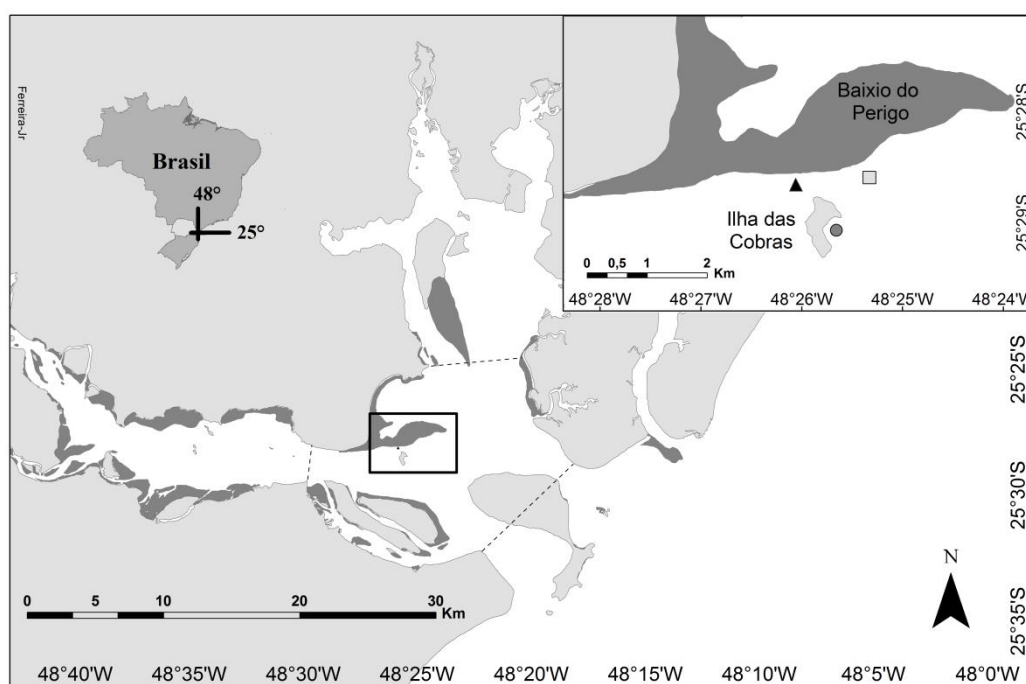 Ferreira-Jr
Brasil
48°
25°
Baixio do
Perigo
Ilha das
Cobras
0 0,5 1 2
Km
48°28'W 48°27'W 48°26'W 48°25'W 48°24'W
25°28'S
25°29'S
25°25'S
25°30'S
25°35'S
N
0 5 10 20 30
Km
48°40'W 48°35'W 48°30'W 48°25'W 48°20'W 48°15'W 48°5'W 48°0'W